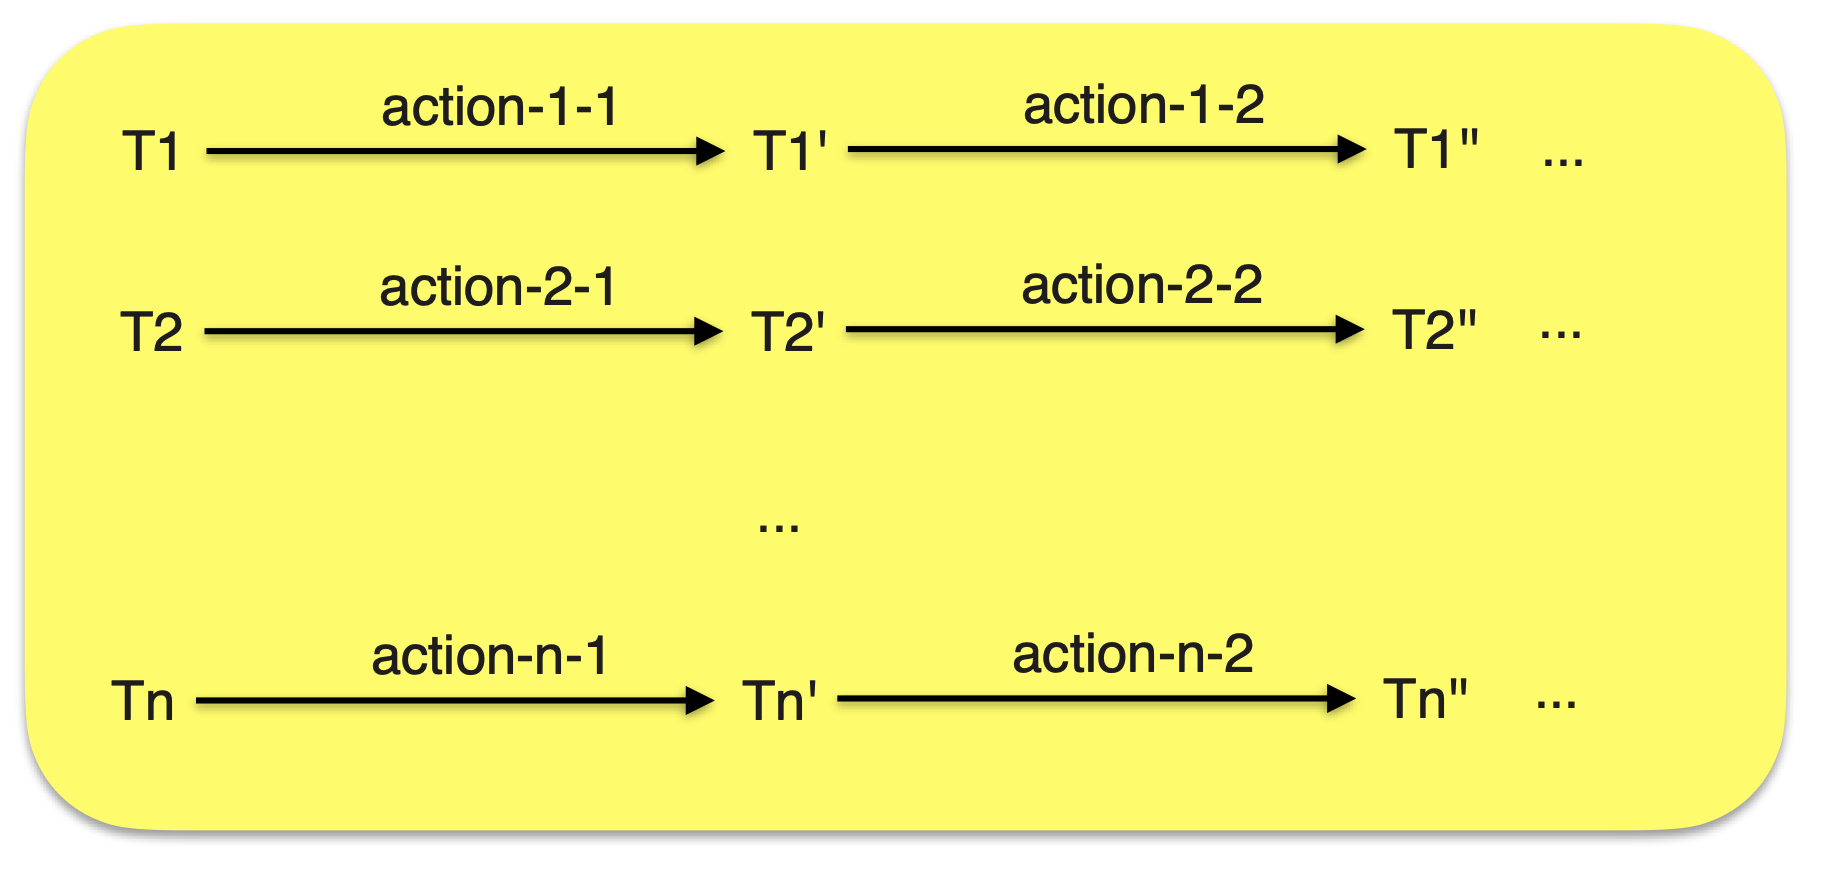 action-1-1 action-1-2
T1 T1' T1" ...
action-2-1 action-2-2
T2 T2' T2" ...
...
action-n-1 action-n-2
Tn Tn' Tn" ...